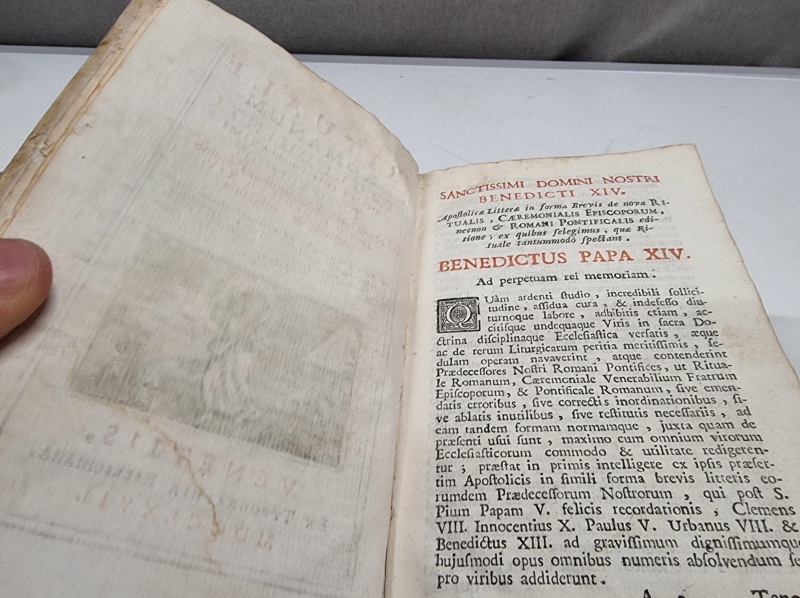 SANCTISSIMI DOMINI NOSTRI
BENEDICTI XIV.
Apostolicæ Litteræ in forma Brevis de nova RI-
TUALIS, CÆREMONIALIS EPISCOPORUM,
necnon & ROMANI PONTIFICALIS edi-
tione; ex quibus selegimus, quæ Ri-
tuale tantummodò spectant.
BENEDICTUS PAPA XIV.
Ad perpetuam rei memoriam.
QUàm ardenti studio, incredibili sollici-
tudine, assidua cura, & indefesso diu-
turnoque labore, adhibitis etiam, ac-
citisque undequaque Viris in sacra Do-
ctrina disciplinaque Ecclesiastica versatis, æque
ac de rerum Liturgicarum peritia meritissimis, se-
dulam operam navaverint, atque contenderint
Prædecessores Nostri Romani Pontifices, ut Ritua-
le Romanum, Cæremoniale Venerabilium Fratrum
Episcoporum, & Pontificale Romanum, sive emen-
datis erroribus, sive correctis inordinationibus, si-
ve ablatis inutilibus, sive restitutis necessariis, ad
eam tandem formam normamque, juxta quam de
præsenti usui sunt, maximo cum omnium virorum
Ecclesiasticorum commodo & utilitate redigeren-
tur; præstat in primis intelligere ex ipsis præser-
tim Apostolicis in simili forma brevis litteris eo-
rumdem Prædecessorum Nostrorum, qui post S.
Pium Papam V. felicis recordationis, Clemens
VIII. Innocentius X. Paulus V. Urbanus VIII. &
Benedictus XIII. ad gravissimum dignissimumque
hujusmodi opus omnibus numeris absolvendum se
pro viribus addiderunt.